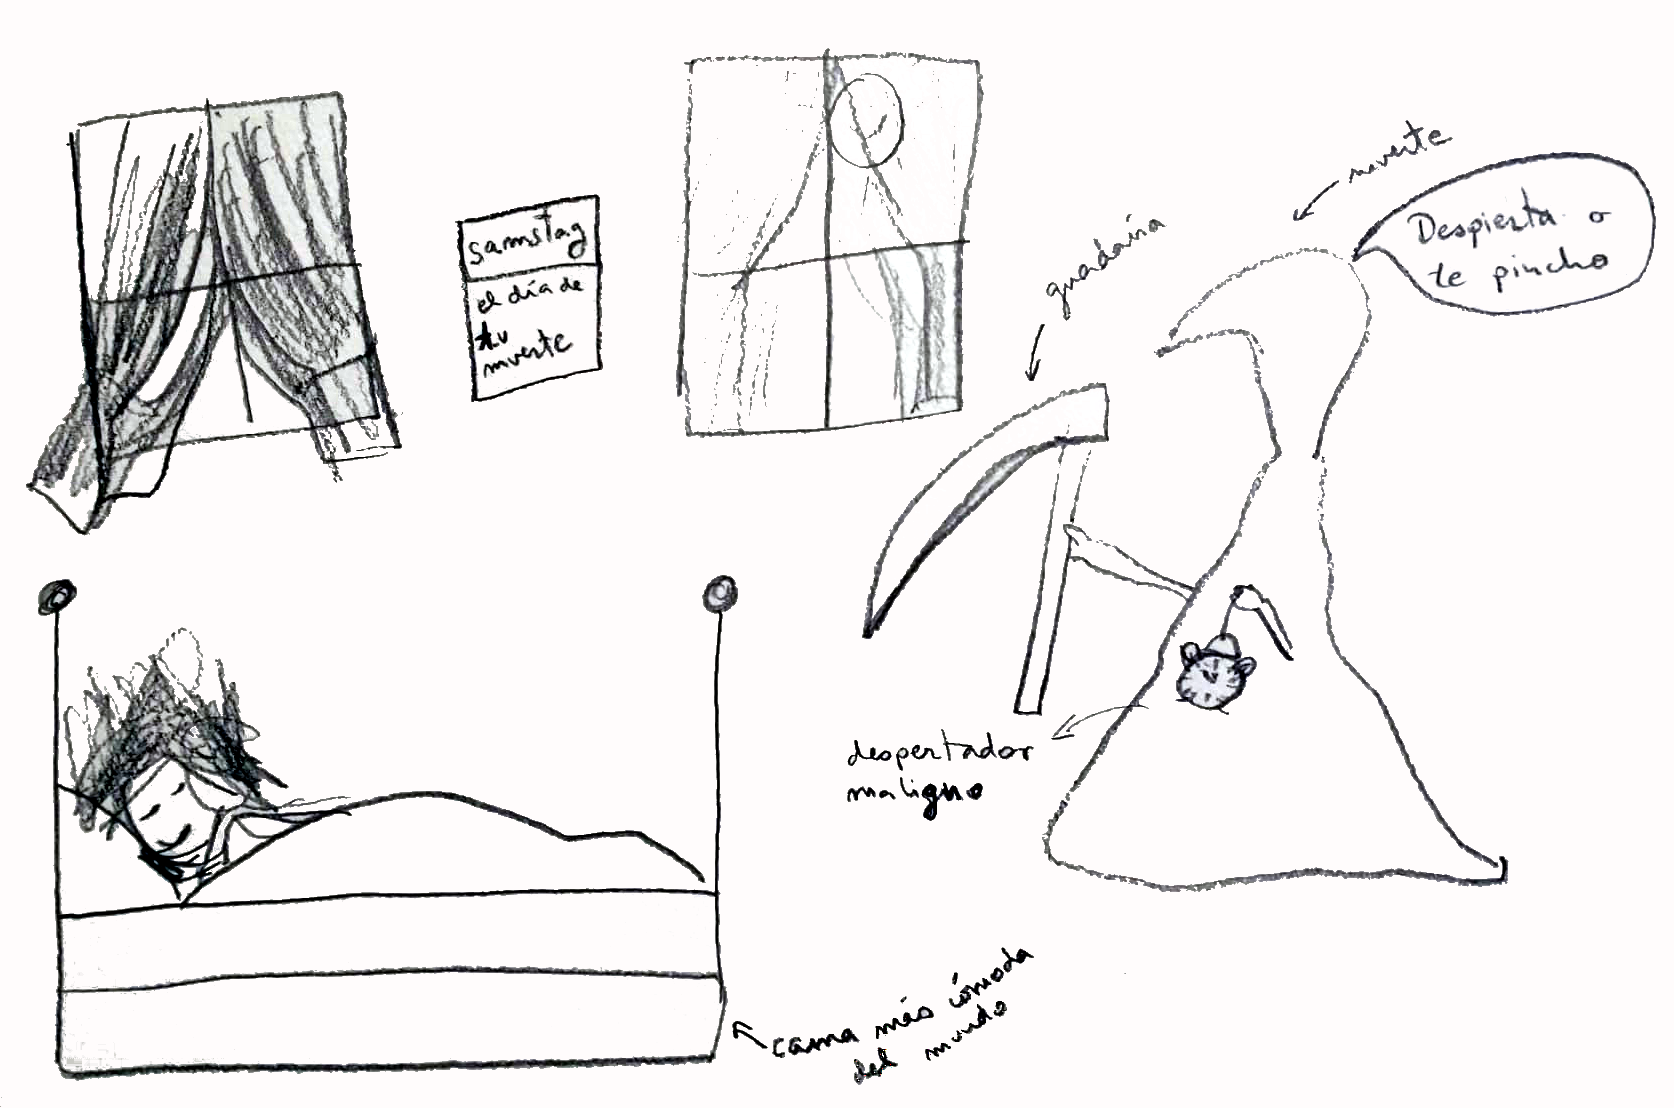 samstag
el día de
tu
muerte
muerte
Despierta o
te pincho
guadaña
despertador
maligno
cama más cómoda
del mundo